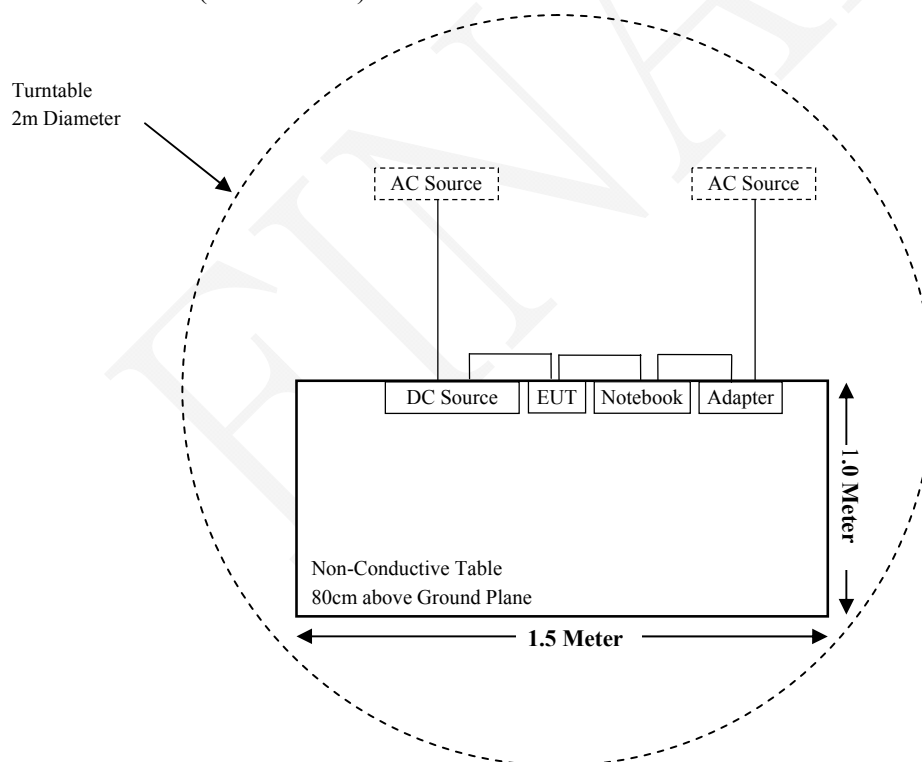 Turntable
2m Diameter
AC Source
AC Source
DC Source
EUT
Notebook
Adapter
1.0 Meter
Non-Conductive Table
80cm above Ground Plane
1.5 Meter